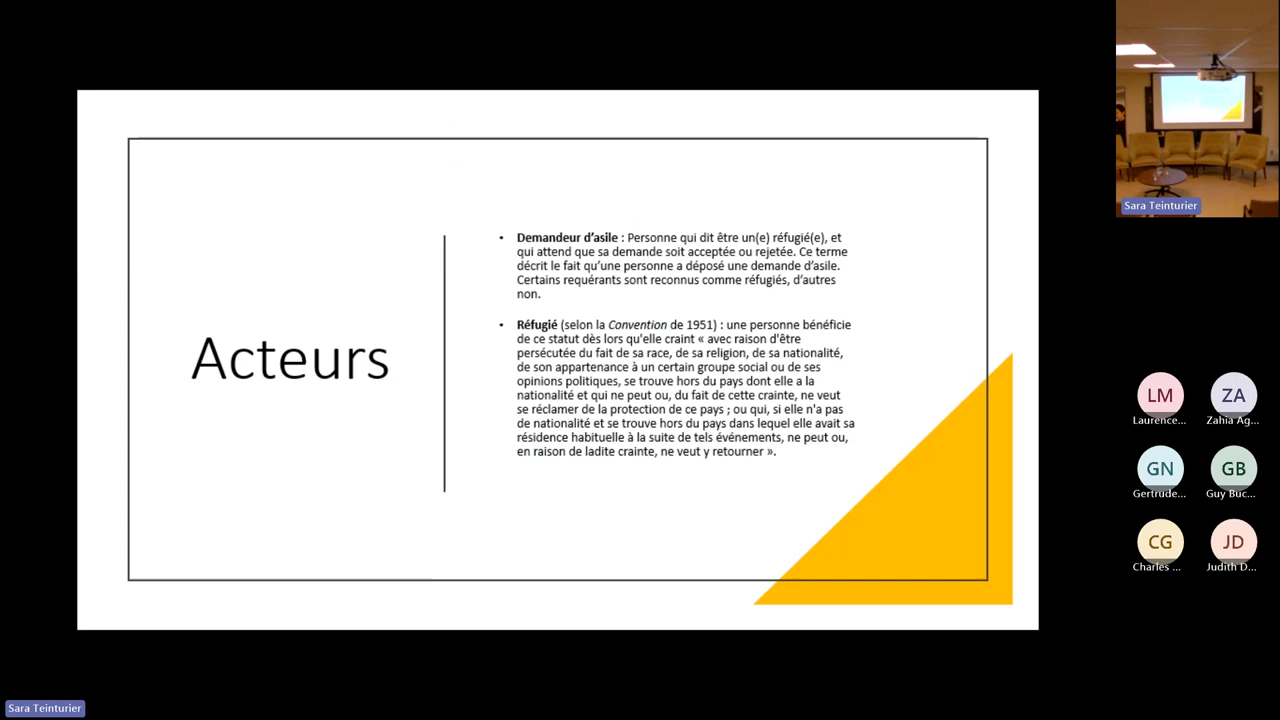 Acteurs
• Demandeur d’asile : Personne qui dit être un(e) réfugié(e), et
qui attend que sa demande soit acceptée ou rejetée. Ce terme
décrit le fait qu’une personne a déposé une demande d’asile.
Certains requérants sont reconnus comme réfugiés, d’autres
non.
• Réfugié (selon la Convention de 1951) : une personne bénéficie
de ce statut dès lors qu'elle craint « avec raison d'être
persécutée du fait de sa race, de sa religion, de sa nationalité,
de son appartenance à un certain groupe social ou de ses
opinions politiques, se trouve hors du pays dont elle a la
nationalité et qui ne peut ou, du fait de cette crainte, ne veut
se réclamer de la protection de ce pays ; ou qui, si elle n'a pas
de nationalité et se trouve hors du pays dans lequel elle avait sa
résidence habituelle à la suite de tels événements, ne peut ou,
en raison de ladite crainte, ne veut y retourner ».
Sara Teinturier
LM
Laurence...
ZA
Zahia Ag...
GN
Gertrude...
GB
Guy Buc...
CG
Charles ...
JD
Judith D...
Sara Teinturier